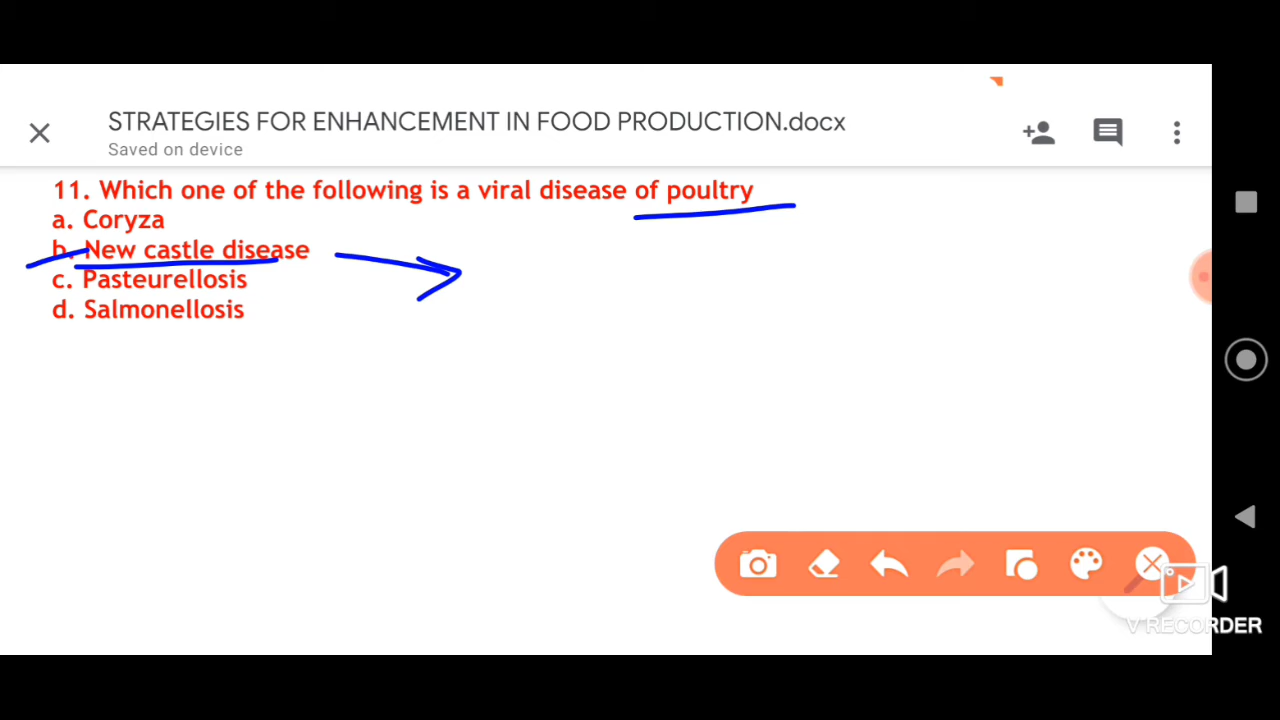 STRATEGIES FOR ENHANCEMENT IN FOOD PRODUCTION.docx
Saved on device
11. Which one of the following is a viral disease of poultry
a. Coryza
b. New castle disease
c. Pasteurellosis
d. Salmonellosis
V RECORDER